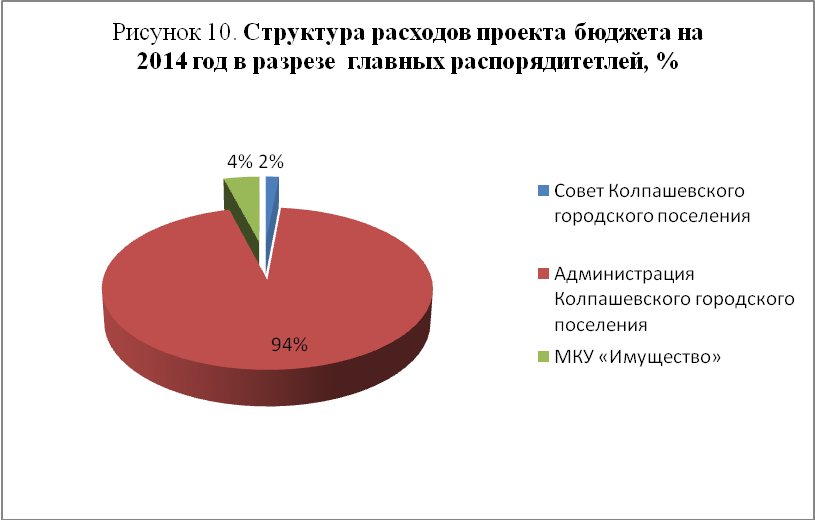 Рисунок 10. Структура расходов проекта бюджета на
2014 год в разрезе главных распорядитетлей, %
4% 2%
94%
Совет Колпашевского
городского поселения
Администрация
Колпашевского городского
поселения
МКУ «Имущество»